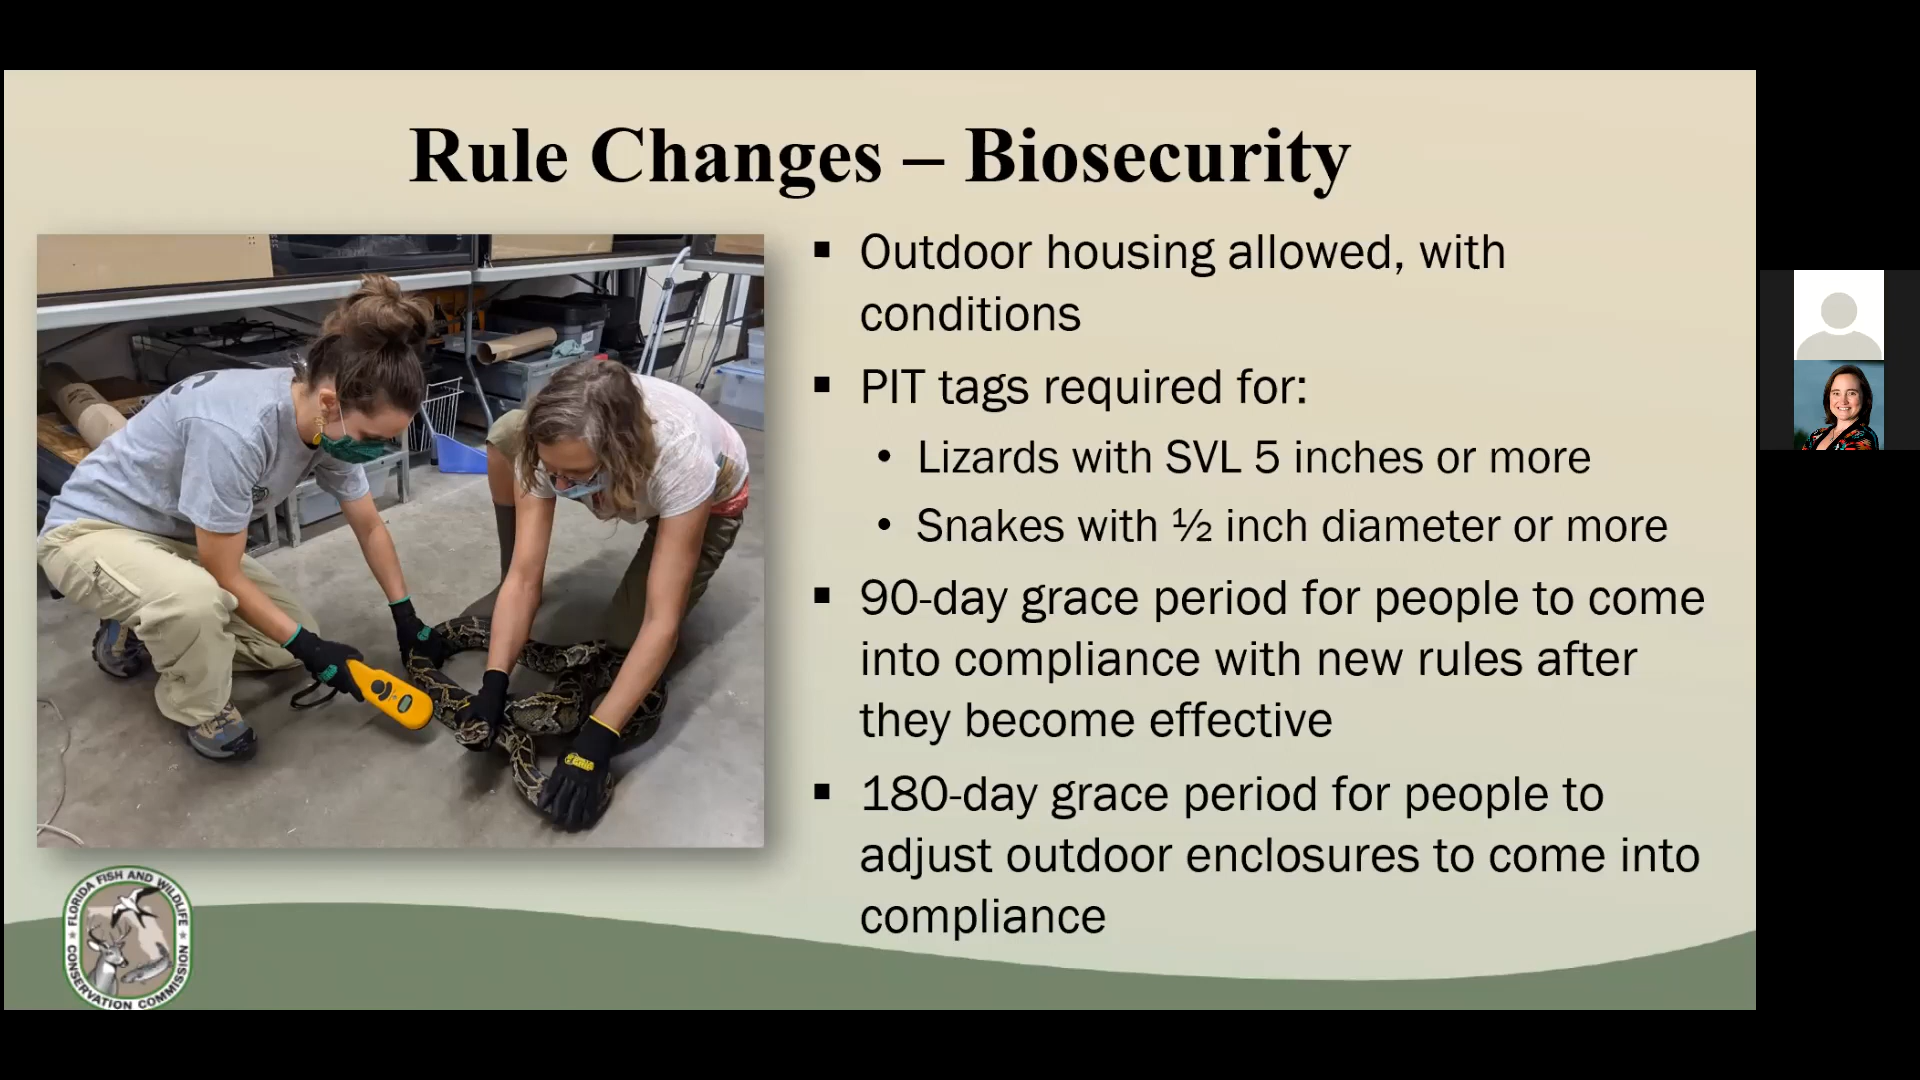 Rule Changes – Biosecurity
▪ Outdoor housing allowed, with
conditions
▪ PIT tags required for:
• Lizards with SVL 5 inches or more
• Snakes with ½ inch diameter or more
▪ 90-day grace period for people to come
into compliance with new rules after
they become effective
▪ 180-day grace period for people to
adjust outdoor enclosures to come into
compliance
FLORIDA FISH AND WILDLIFE
CONSERVATION COMMISSION